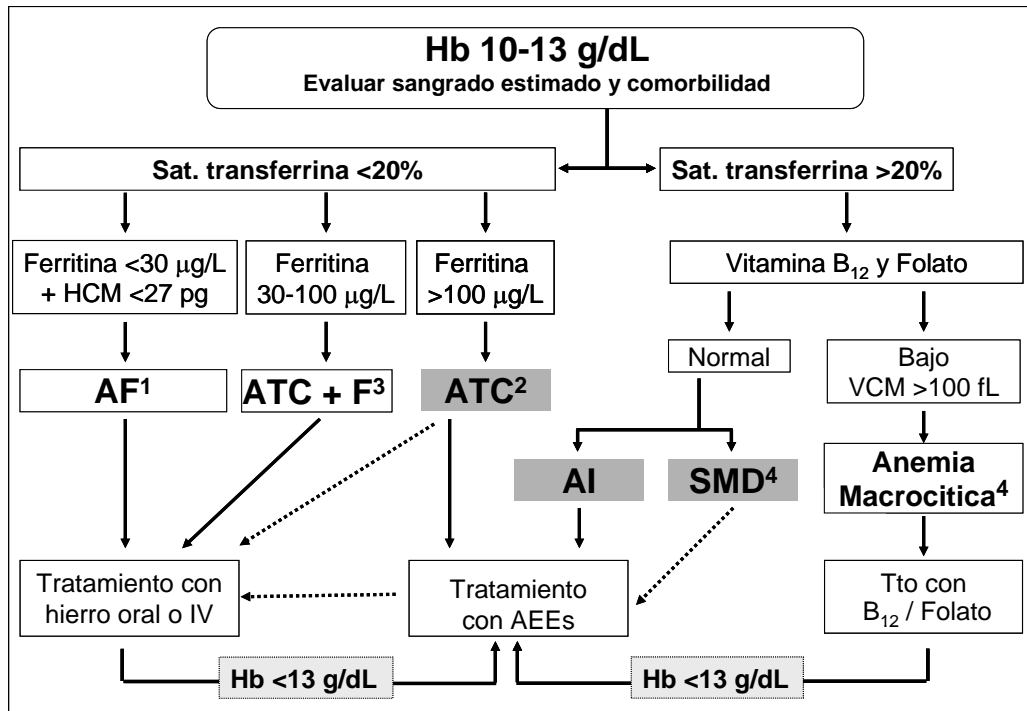 Hb 10-13 g/dL
Evaluar sangrado estimado y comorbilidad
Sat. transferrina <20%
Sat. transferrina >20%
Ferritina <30 μg/L
+ HCM <27 pg
Ferritina
30-100 μg/L
Ferritina
>100 μg/L
Vitamina B12 y Folato
Normal
Bajo
VCM >100 fL
AF1
ATC + F3
ATC2
AI
SMD4
Anemia
Macrocitica4
Tratamiento con
hierro oral o IV
Tratamiento
con AEEs
Tto con
B12 / Folato
Hb <13 g/dL
Hb <13 g/dL